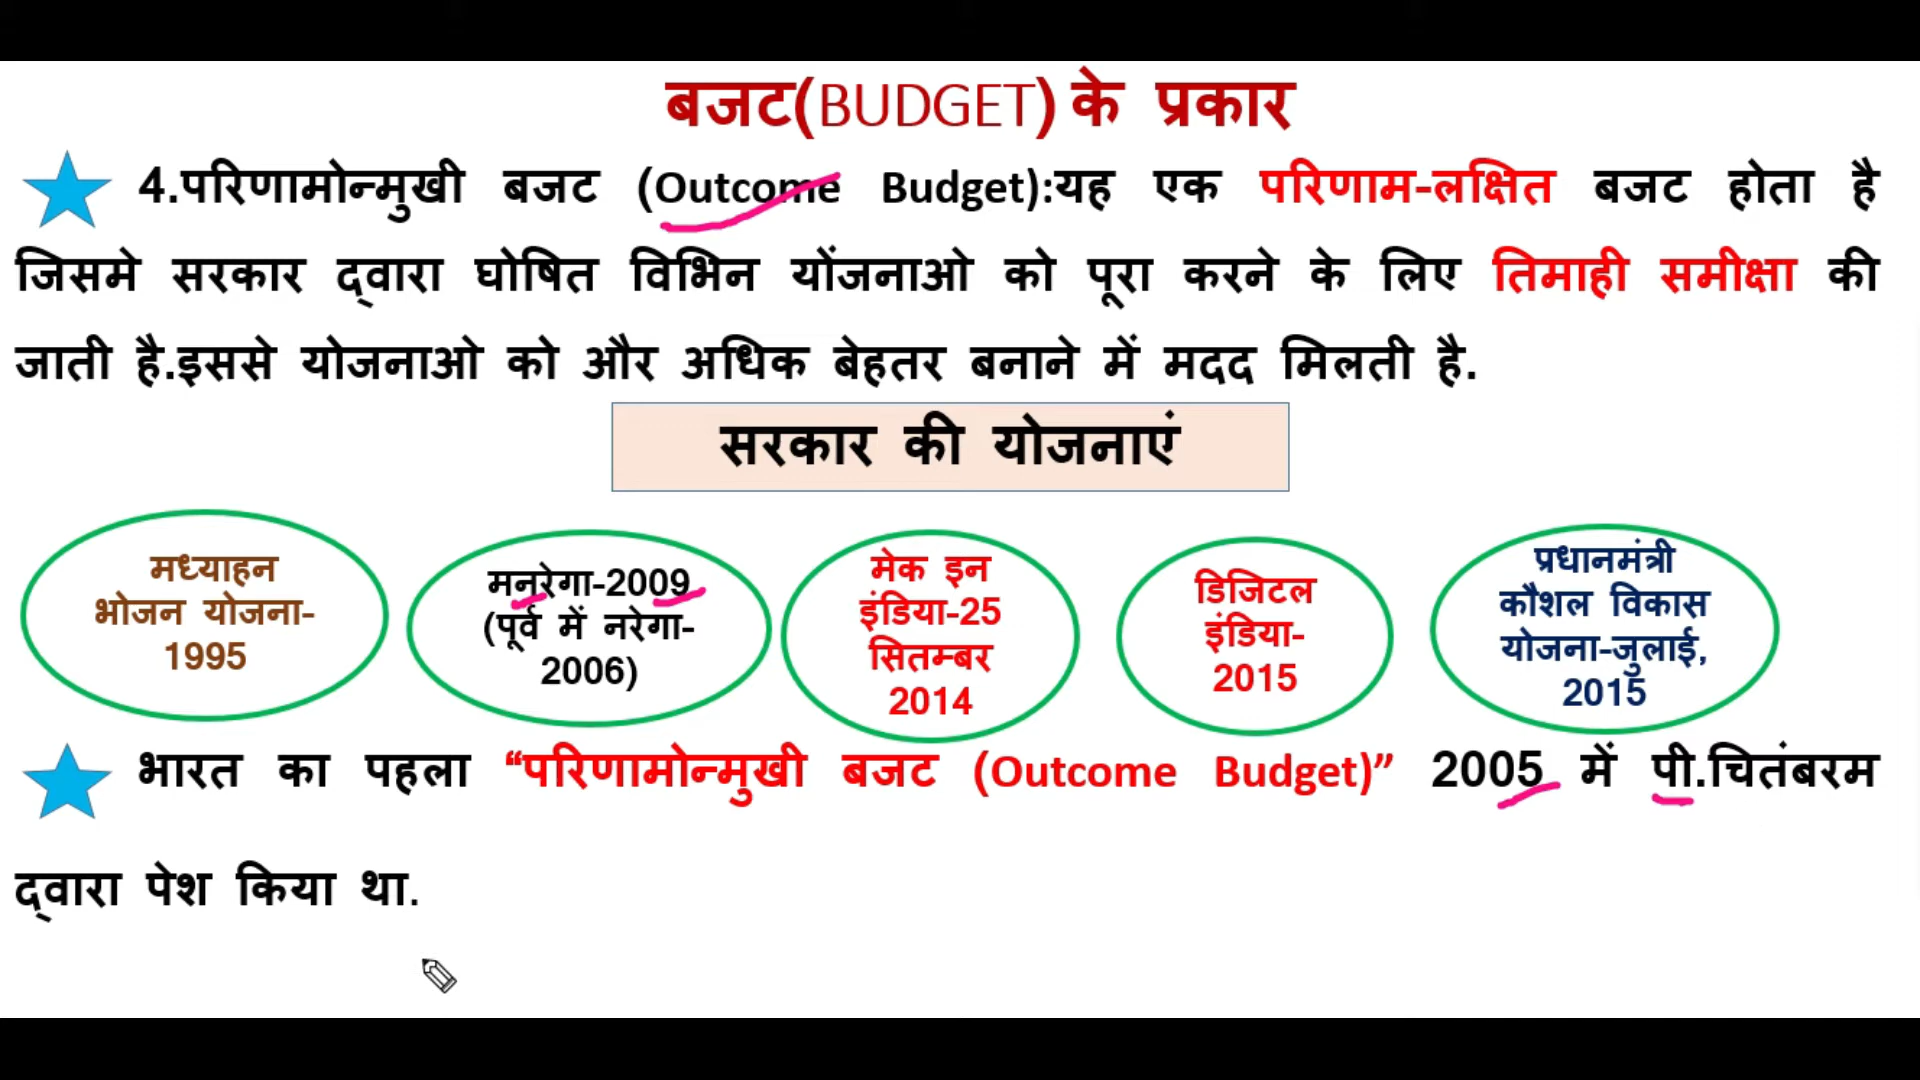 बजट(BUDGET) के प्रकार
4.परिणामोन्मुखी बजट (Outcome Budget):यह एक परिणाम-लक्षित बजट होता है
जिसमे सरकार द्वारा घोषित विभिन योंजनाओ को पूरा करने के लिए तिमाही समीक्षा की
जाती है.इससे योजनाओ को और अधिक बेहतर बनाने में मदद मिलती है.
सरकार की योजनाएं
मध्याहन
भोजन योजना-
1995
मनरेगा-2009
(पूर्व में नरेगा-
2006)
मेक इन
इंडिया-25
सितम्बर
2014
डिजिटल
इंडिया-
2015
प्रधानमंत्री
कौशल विकास
योजना-जुलाई,
2015
भारत का पहला “परिणामोन्मुखी बजट (Outcome Budget)” 2005 में पी.चितंबरम
द्वारा पेश किया था.